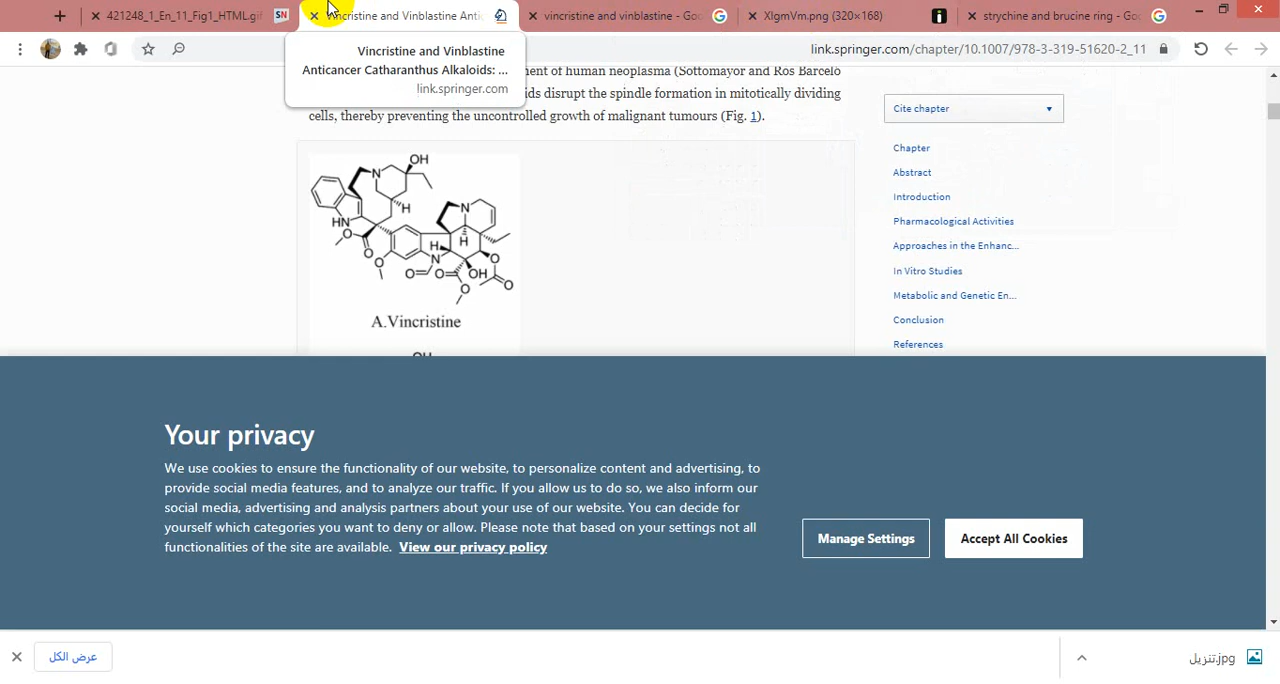 421248_1_En_11_Fig1_HTML.gif
SN
Vincristine and Vinblastine Antic
vincristine and vinblastine - Goo
XIgmVm.png (320×168)
strychine and brucine ring - Goo
link.springer.com/chapter/10.1007/978-3-319-51620-2_11
Vincristine and Vinblastine
Anticancer Catharanthus Alkaloids: ...
link.springer.com
ent of human neoplasma (Sottomayor and Ros Barceló
ids disrupt the spindle formation in mitotically dividing
cells, thereby preventing the uncontrolled growth of malignant tumours (Fig. 1).
OH
N
H
HN
O
O
O
N
H
H
N
O
O
OH
O
O
O
A.Vincristine
OH
Cite chapter
Chapter
Abstract
Introduction
Pharmacological Activities
Approaches in the Enhanc...
In Vitro Studies
Metabolic and Genetic En...
Conclusion
References
Your privacy
We use cookies to ensure the functionality of our website, to personalize content and advertising, to
provide social media features, and to analyze our traffic. If you allow us to do so, we also inform our
social media, advertising and analysis partners about your use of our website. You can decide for
yourself which categories you want to deny or allow. Please note that based on your settings not all
functionalities of the site are available. View our privacy policy
Manage Settings
Accept All Cookies
عرض الكل
تنزيل.jpg